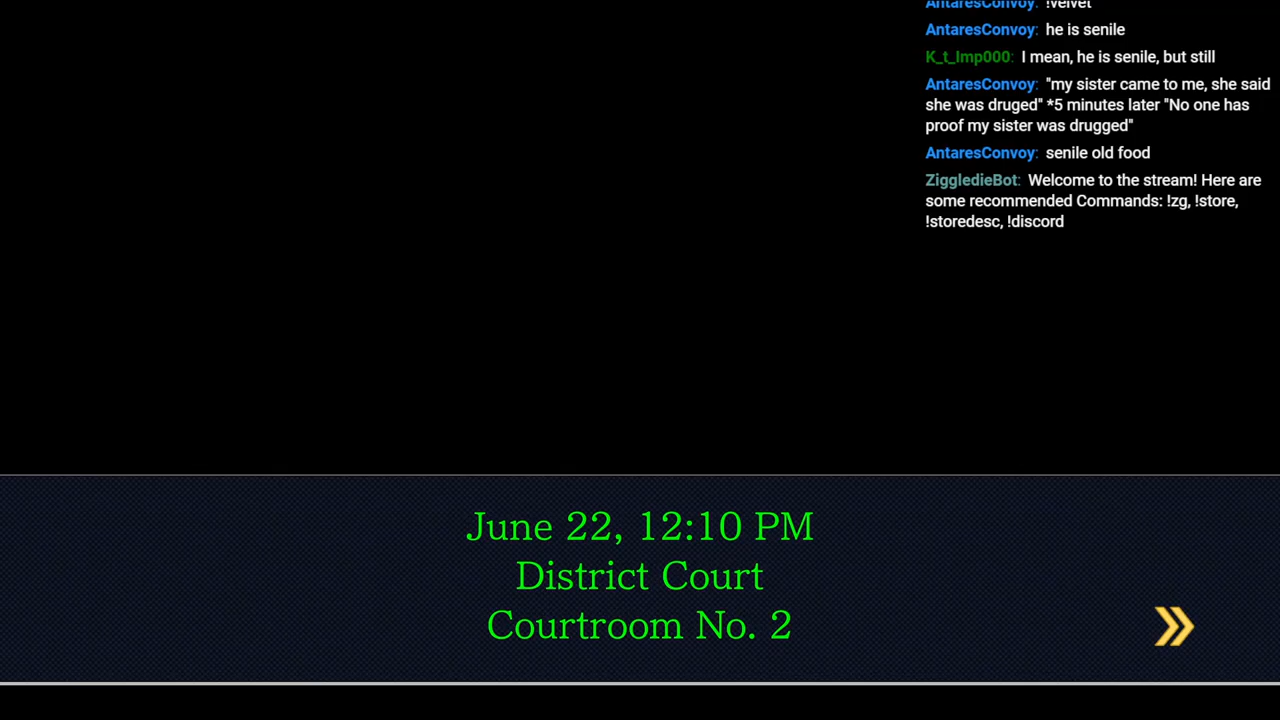 AntaresConvoy: !velvet
AntaresConvoy: he is senile
K_t_Imp000: I mean, he is senile, but still
AntaresConvoy: "my sister came to me, she said
she was druged" *5 minutes later "No one has
proof my sister was drugged"
AntaresConvoy: senile old food
ZiggledieBot: Welcome to the stream! Here are
some recommended Commands: !zg, !store,
!storedesc, !discord
June 22, 12:10 PM
District Court
Courtroom No. 2